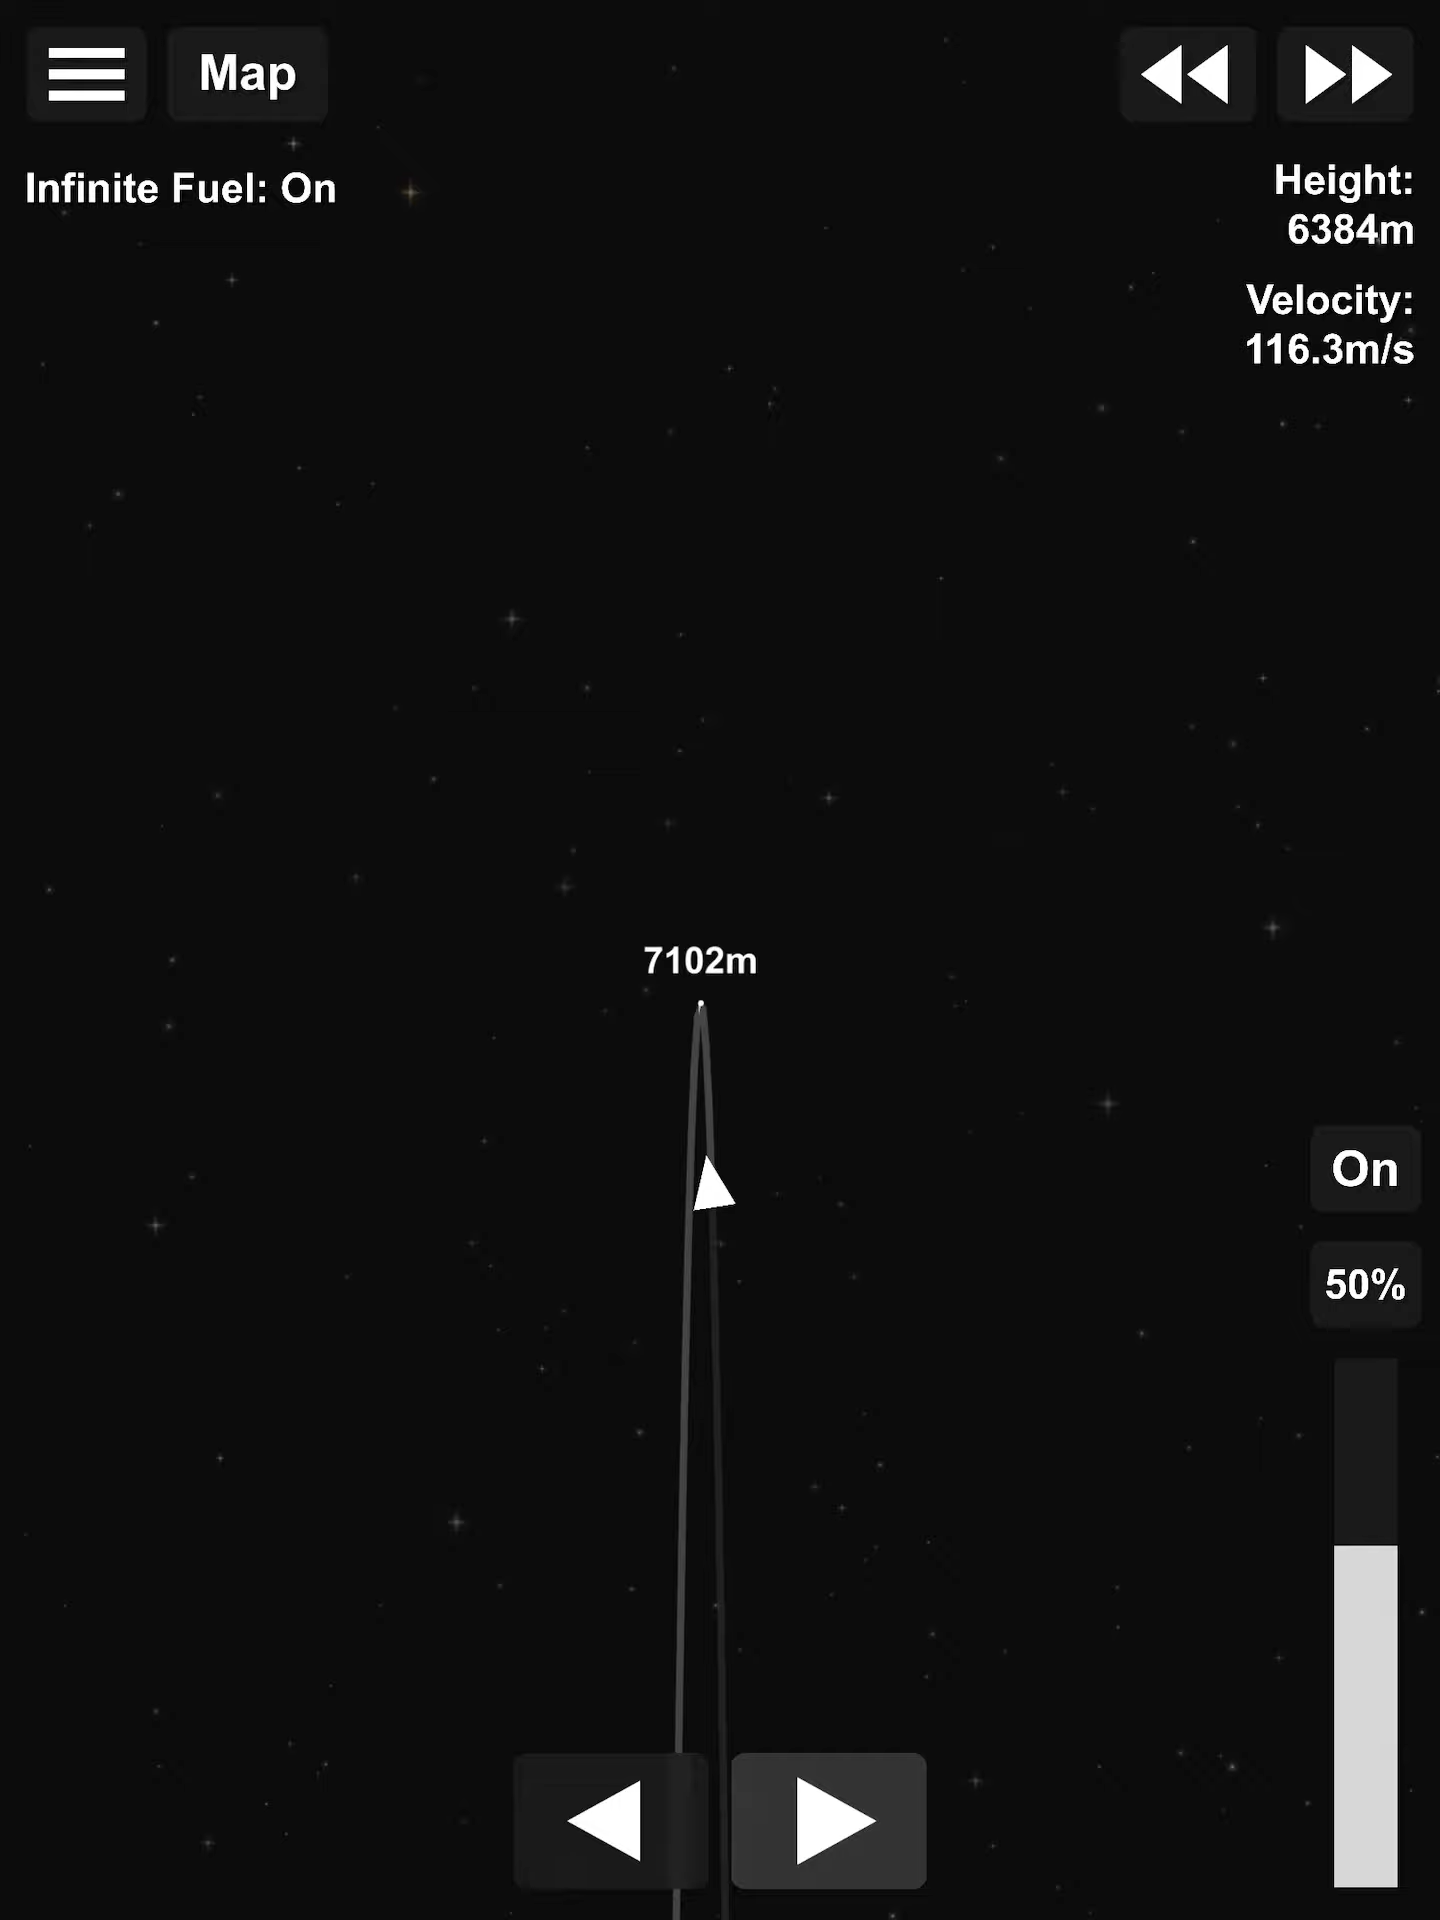 Map
Infinite Fuel: On
Height:
6384m
Velocity:
116.3m/s
7102m
On
50%